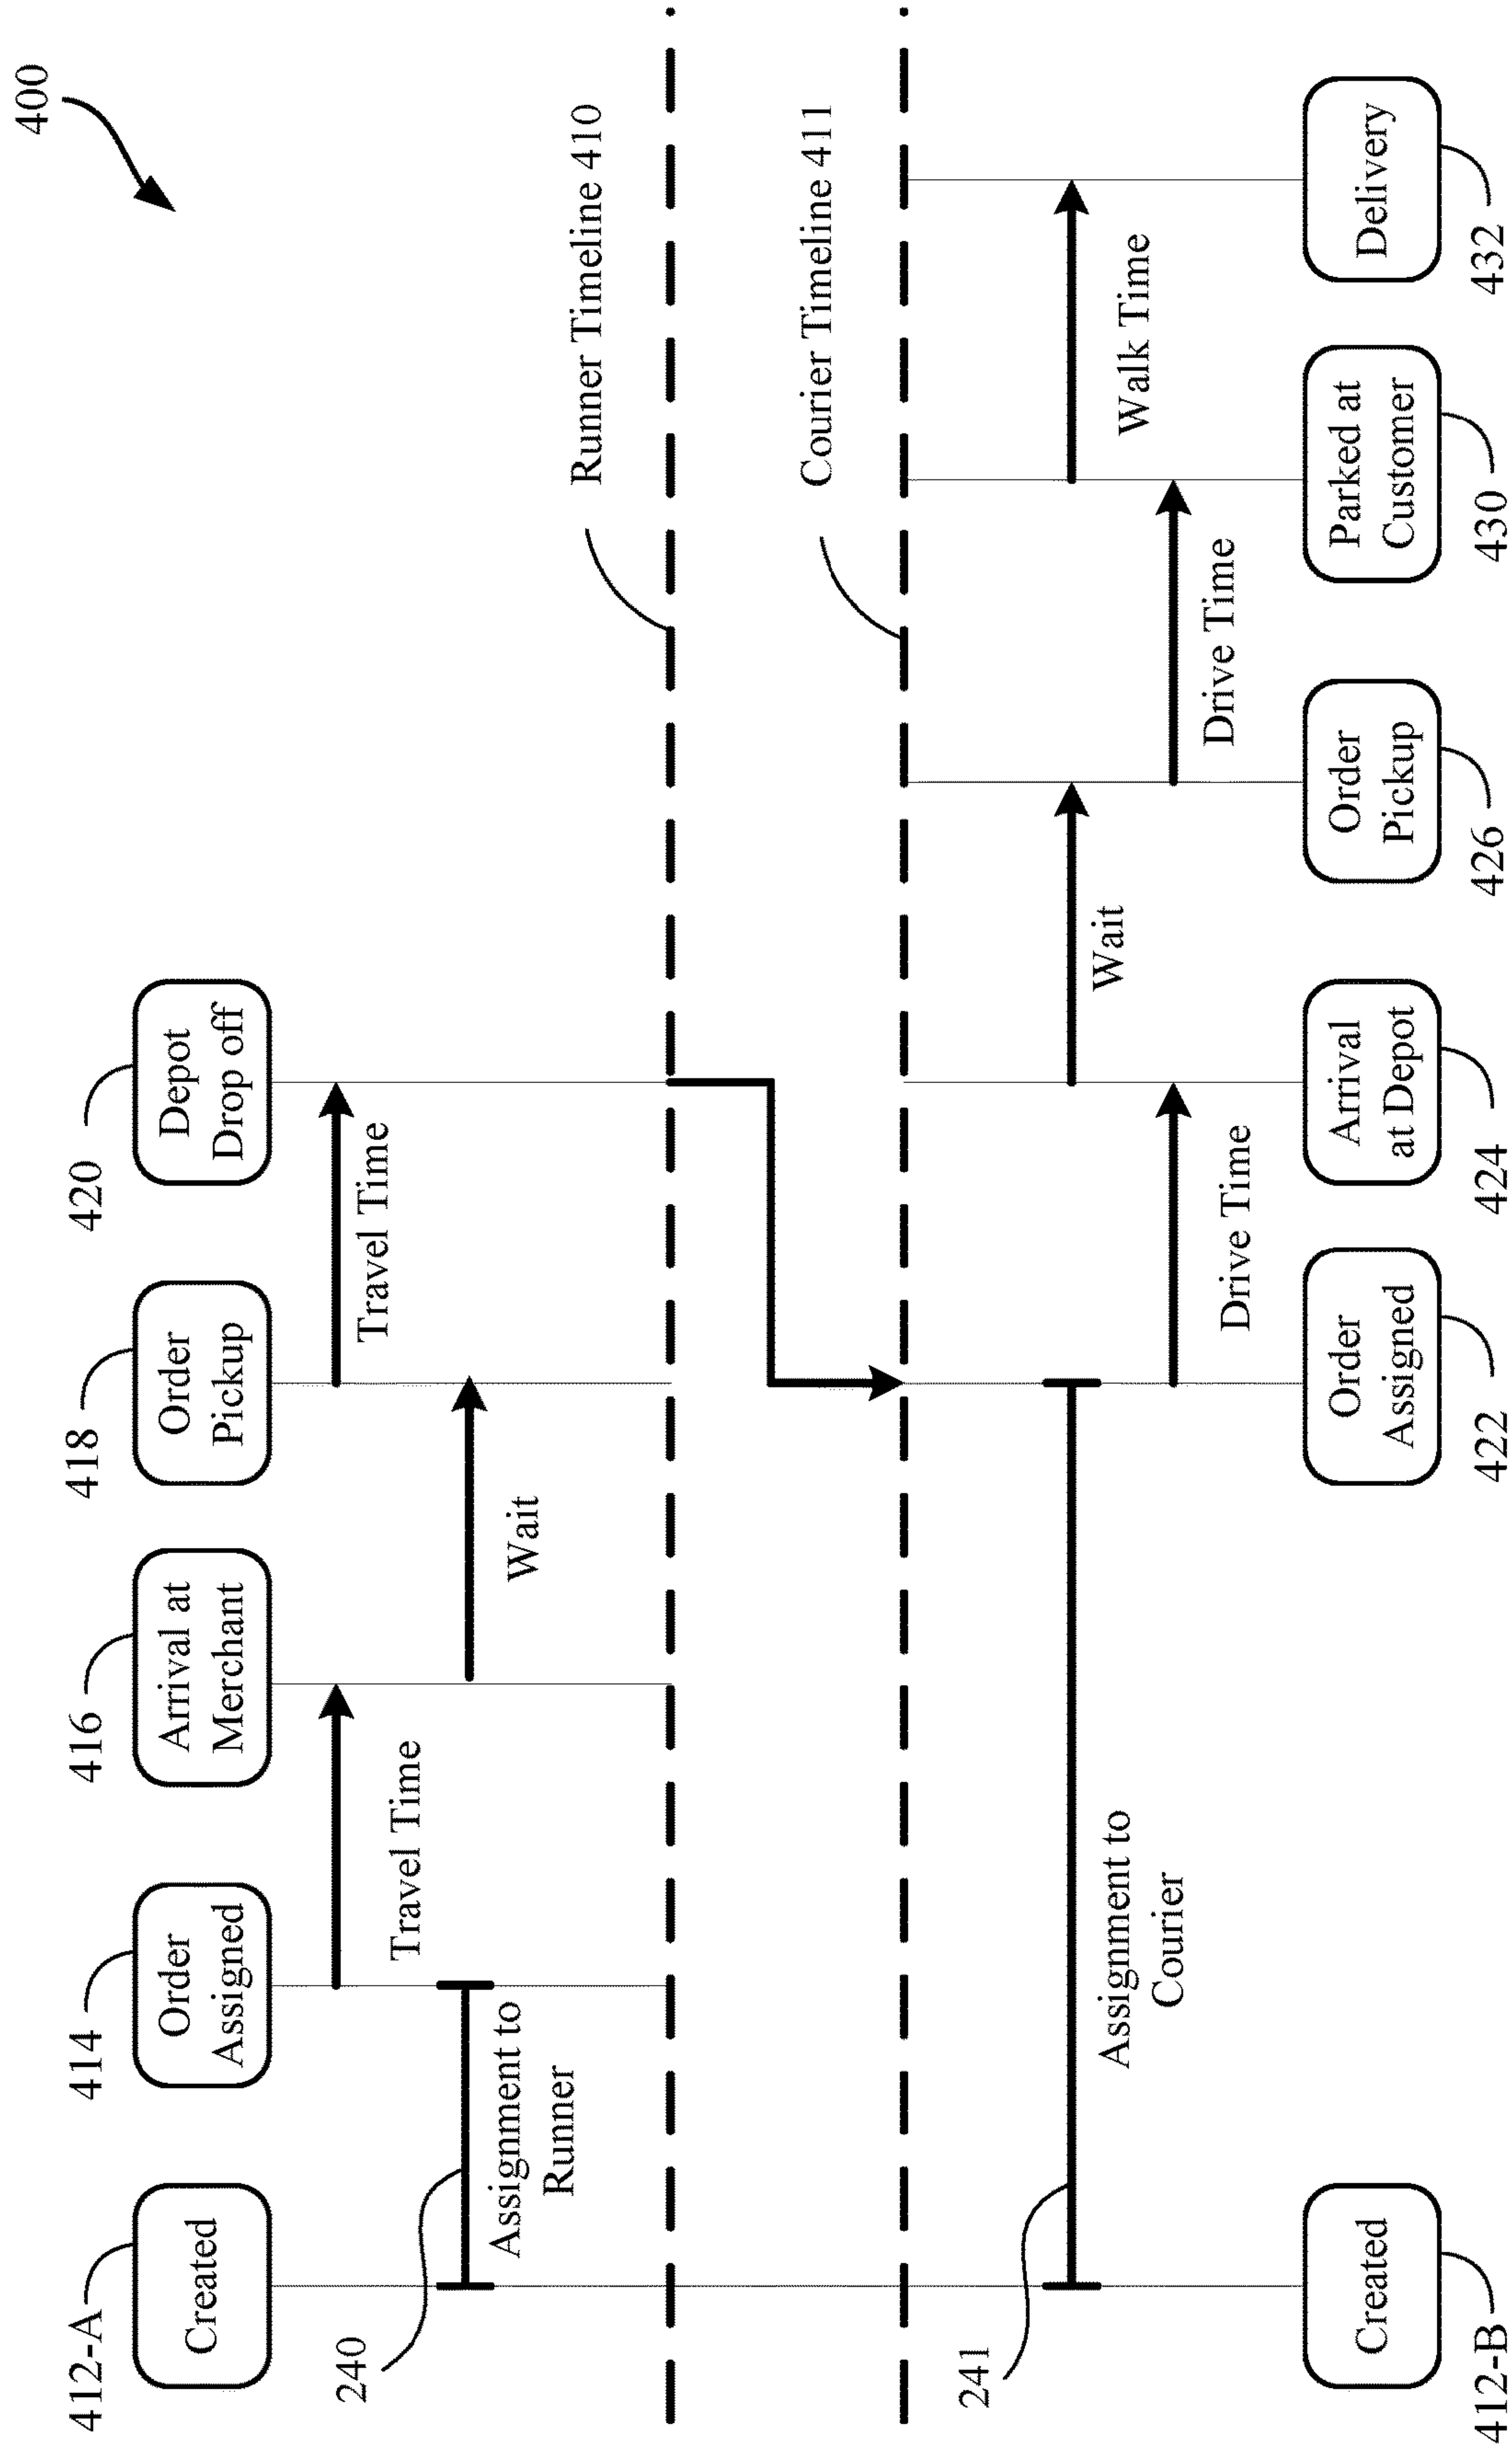 400
412-A
414
416
418
420
Created
Order
Assigned
Arrival at
Merchant
Order
Pickup
Depot
Drop off
Travel Time
Travel Time
240
Assignment to
Runner
Wait
Runner Timeline 410
Courier Timeline 411
241
Assignment to
Courier
Wait
Walk Time
Drive Time
Drive Time
Created
Order
Assigned
Arrival
at Depot
Order
Pickup
Parked at
Customer
Delivery
412-B
422
424
426
430
432